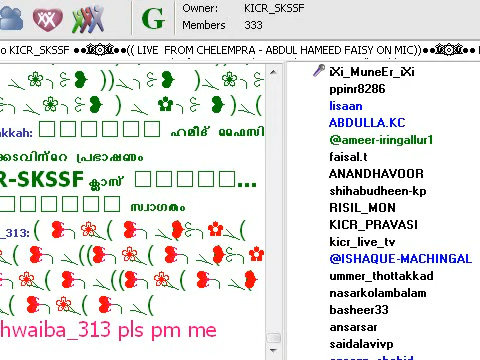 Owner: KICR_SKSSF
Members 333
G
o KICR_SKSSF ●●۞●●(( LIVE FROM CHELEMPRA - ABDUL HAMEED FAISY ON MIC))●●۞●●
akkah: □□□□□□ ഹമീദ് ഫൈസി
പ്രഭാഷണം
R-SKSSF ക്ലാസ് □□□□□...
□□□□□□ സ്വാഗതം
_313:
hwaiba_313 pls pm me
iXi_MuneEr_iXi
ppinr8286
lisaan
ABDULLA.KC
@ameer-iringallur1
faisal.t
ANANDHAVOOR
shihabudheen-kp
RISIL_MON
KICR_PRAVASI
kicr_live_tv
@ISHAQUE-MACHINGAL
ummer_thottakkad
nasarkolambalam
basheer33
ansarsar
saidalavivp